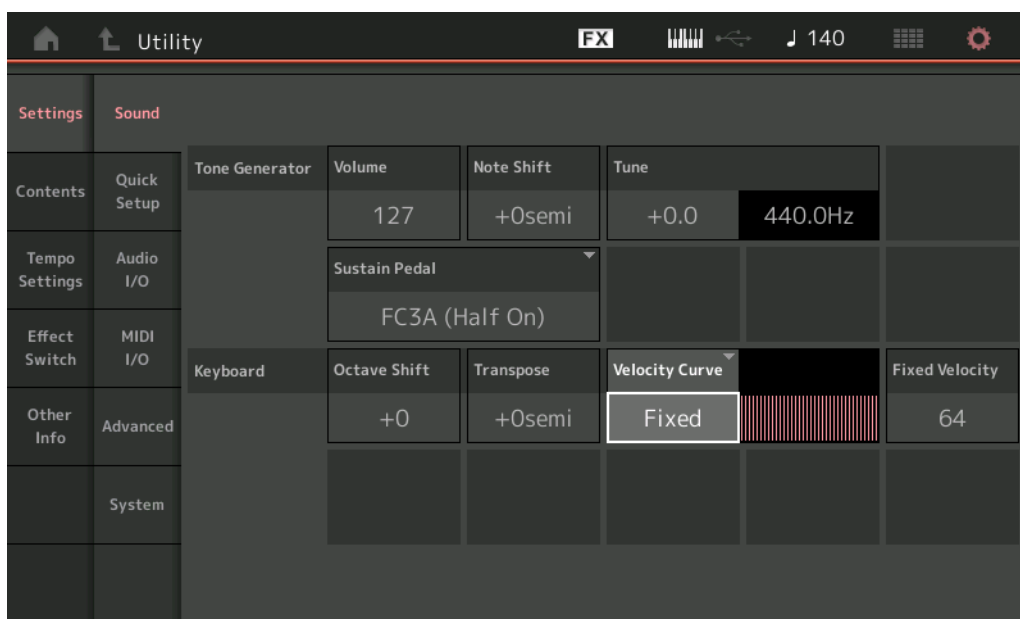 Utility
FX
♩ 140
Settings
Sound
Contents
Quick
Setup
Tempo
Settings
Audio
I/O
Effect
Switch
MIDI
I/O
Other
Info
Advanced
System
Tone Generator
Volume
Note Shift
Tune
127
+0semi
+0.0
440.0Hz
Sustain Pedal
FC3A (Half On)
Keyboard
Octave Shift
Transpose
Velocity Curve
Fixed Velocity
+0
+0semi
Fixed
64